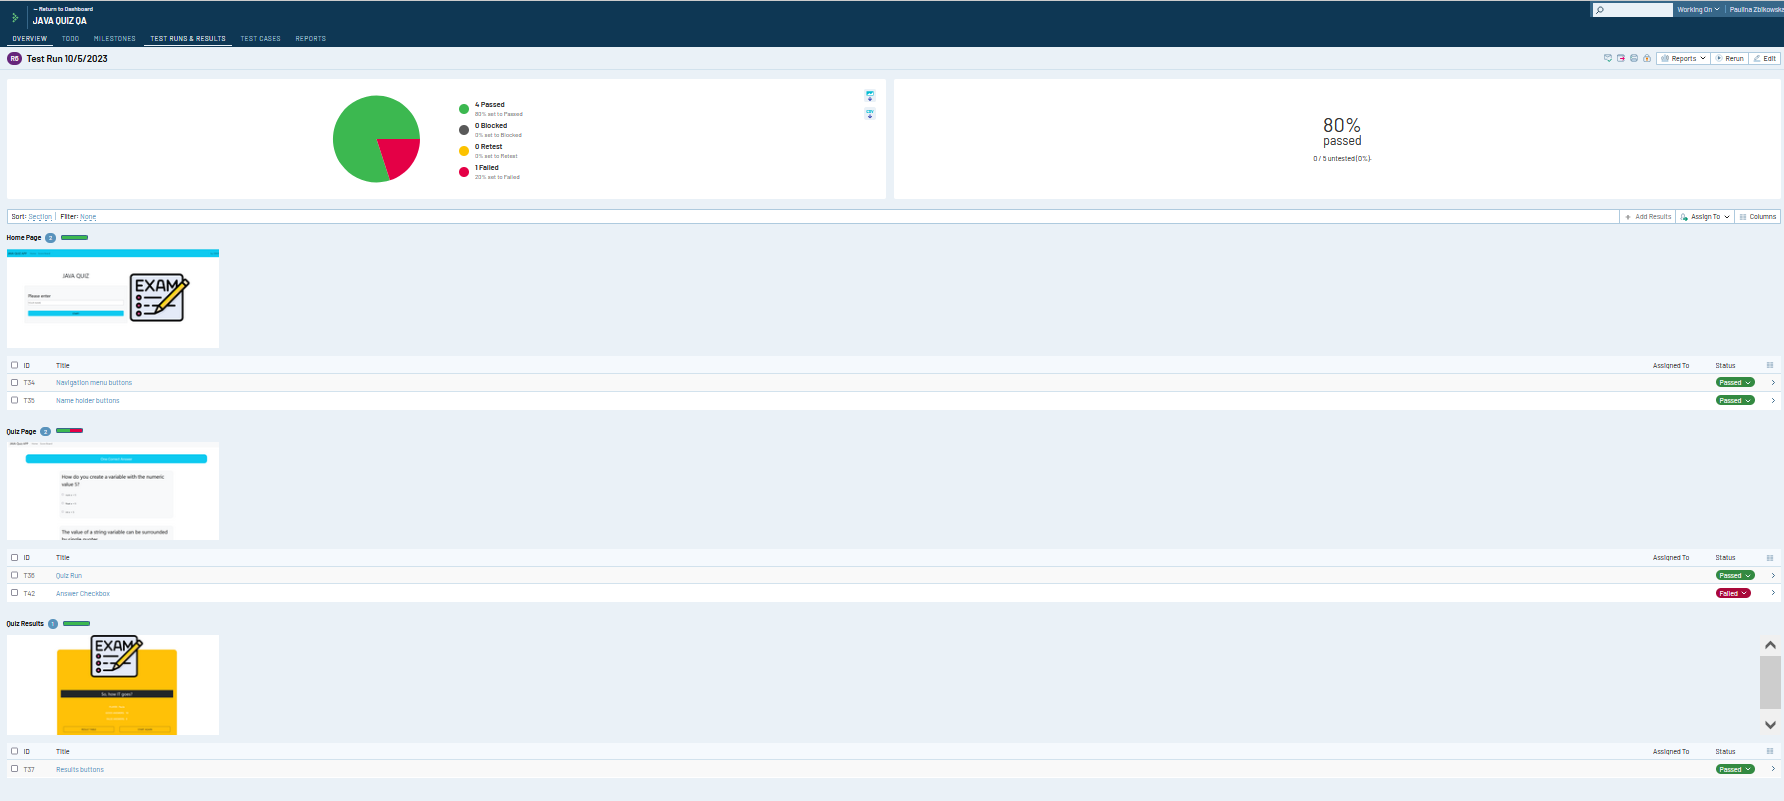 ← Return to Dashboard
JAVA QUIZ QA
Working On
Paulina Zbikowska
OVERVIEW TODO MILESTONES TEST RUNS & RESULTS TEST CASES REPORTS
R6 Test Run 10/5/2023
Reports Rerun Edit
4 Passed
80% set to Passed
0 Blocked
0% set to Blocked
0 Retest
0% set to Retest
1 Failed
20% set to Failed
80%
passed
0 / 5 untested (0%).
Sort: Section | Filter: None
+ Add Results Assign To Columns
Home Page 2
JAVA QUIZ
Please enter
EXAM
ID Title Assigned To Status
T34 Navigation menu buttons Passed
T35 Name holder buttons Passed
Quiz Page 2
How do you create a variable with the numeric
value 5?
The value of a string variable can be surrounded
by single quotes
ID Title Assigned To Status
T36 Quiz Run Passed
T42 Answer Checkbox Failed
Quiz Results 1
EXAM
So, how IT goes?
ID Title Assigned To Status
T37 Results buttons Passed